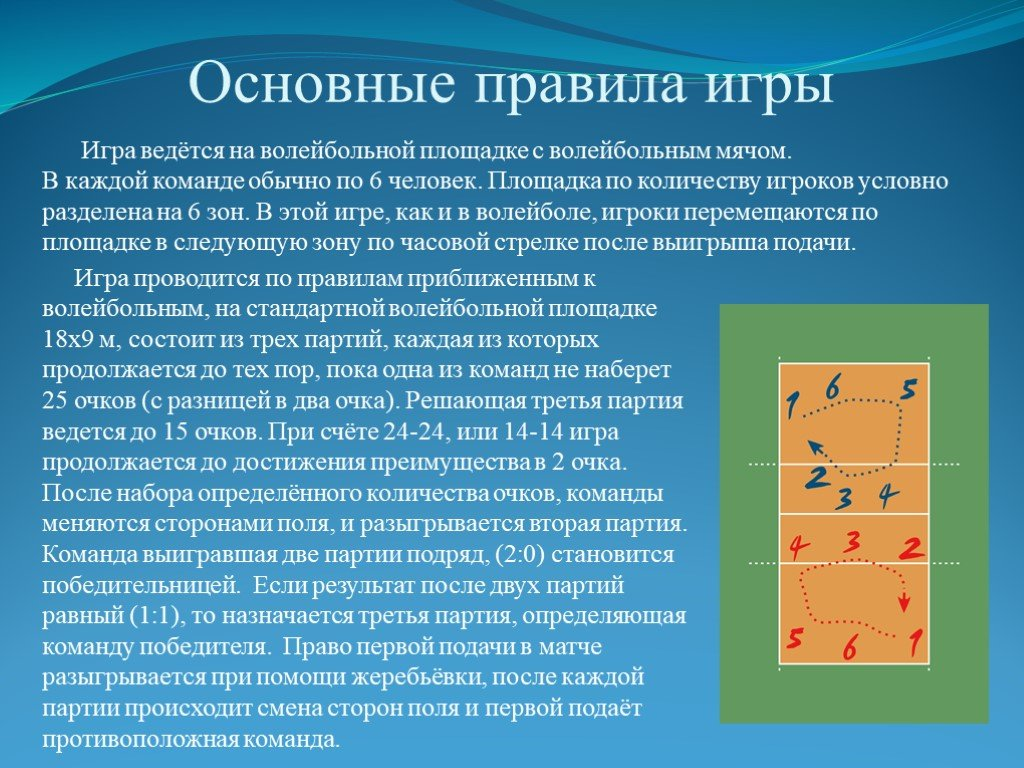 Основные правила игры
Игра ведётся на волейбольной площадке с волейбольным мячом.
В каждой команде обычно по 6 человек. Площадка по количеству игроков условно
разделена на 6 зон. В этой игре, как и в волейболе, игроки перемещаются по
площадке в следующую зону по часовой стрелке после выигрыша подачи.
Игра проводится по правилам приближенным к
волейбольным, на стандартной волейбольной площадке
18х9 м, состоит из трех партий, каждая из которых
продолжается до тех пор, пока одна из команд не наберет
25 очков (с разницей в два очка). Решающая третья партия
ведется до 15 очков. При счёте 24-24, или 14-14 игра
продолжается до достижения преимущества в 2 очка.
После набора определённого количества очков, команды
меняются сторонами поля, и разыгрывается вторая партия.
Команда выигравшая две партии подряд, (2:0) становится
победительницей. Если результат после двух партий
равный (1:1), то назначается третья партия, определяющая
команду победителя. Право первой подачи в матче
разыгрывается при помощи жеребьёвки, после каждой
партии происходит смена сторон поля и первой подаёт
противоположная команда.
1 6 5
2 3 4
4 3 2
5 6 1